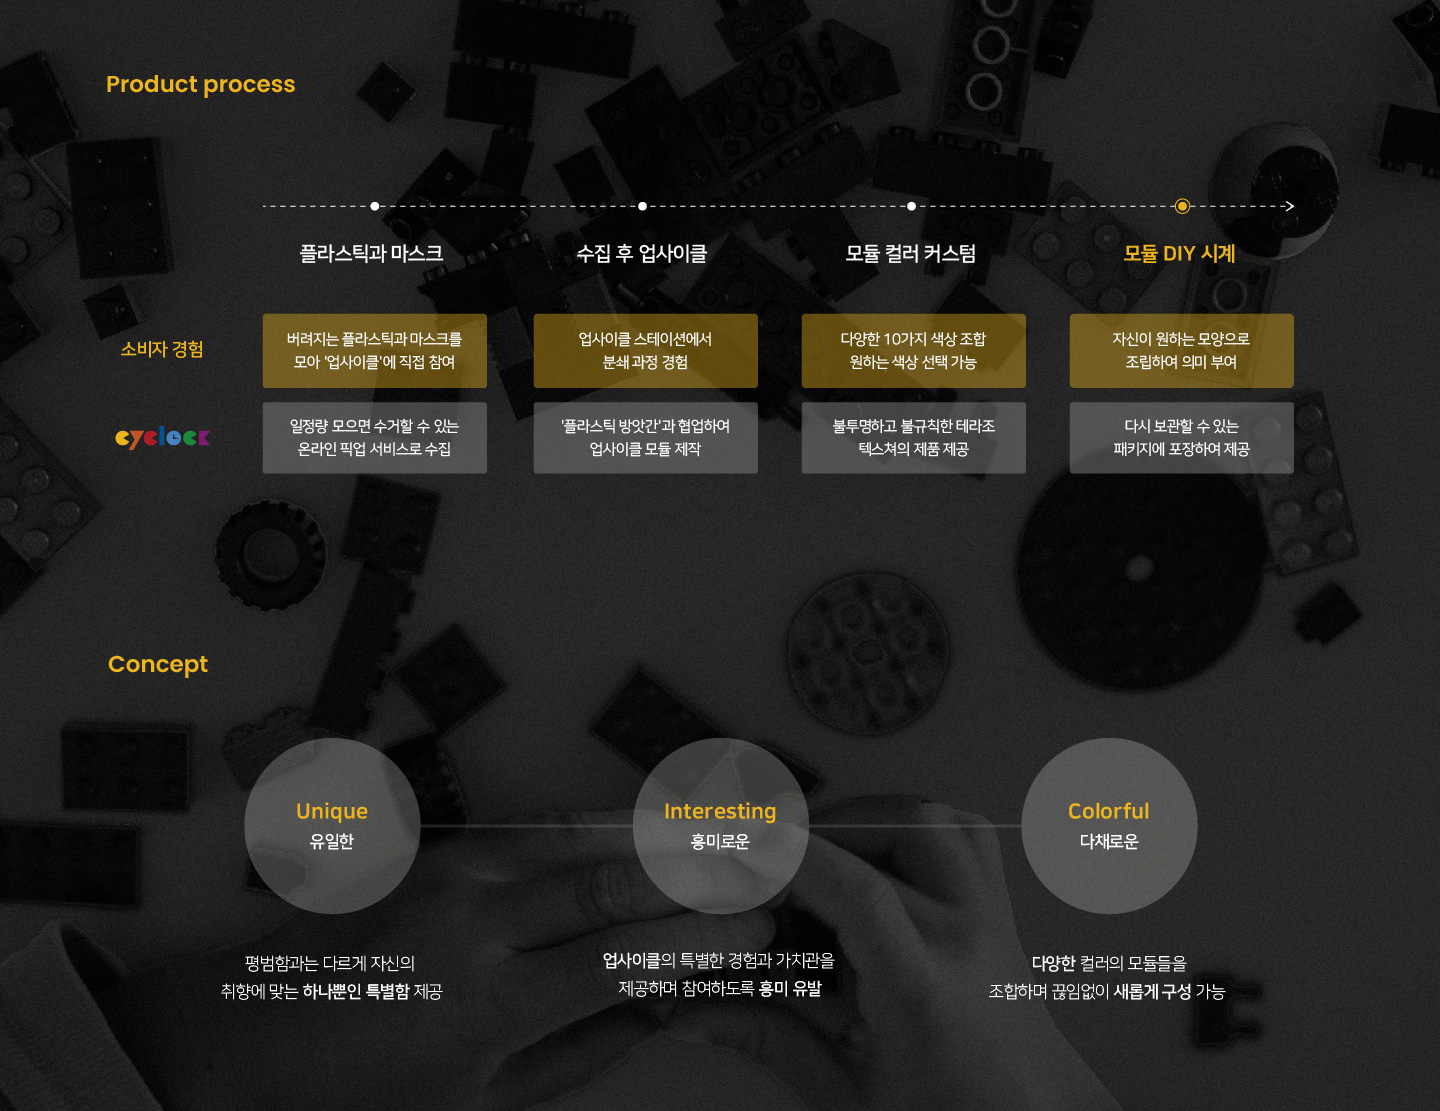 Product process
플라스틱과 마스크
수집 후 업사이클
모듈 컬러 커스텀
모듈 DIY 시계
소비자 경험
버려지는 플라스틱과 마스크를
모아 '업사이클'에 직접 참여
업사이클 스테이션에서
분쇄 과정 경험
다양한 10가지 색상 조합
원하는 색상 선택 가능
자신이 원하는 모양으로
조립하여 의미 부여
cyclock
일정량 모으면 수거할 수 있는
온라인 픽업 서비스로 수집
'플라스틱 방앗간'과 협업하여
업사이클 모듈 제작
불투명하고 불규칙한 테라조
텍스쳐의 제품 제공
다시 보관할 수 있는
패키지에 포장하여 제공
Concept
Unique
유일한
Interesting
흥미로운
Colorful
다채로운
평범함과는 다르게 자신의
취향에 맞는 하나뿐인 특별함 제공
업사이클의 특별한 경험과 가치관을
제공하며 참여하도록 흥미 유발
다양한 컬러의 모듈들을
조합하며 끊임없이 새롭게 구성 가능